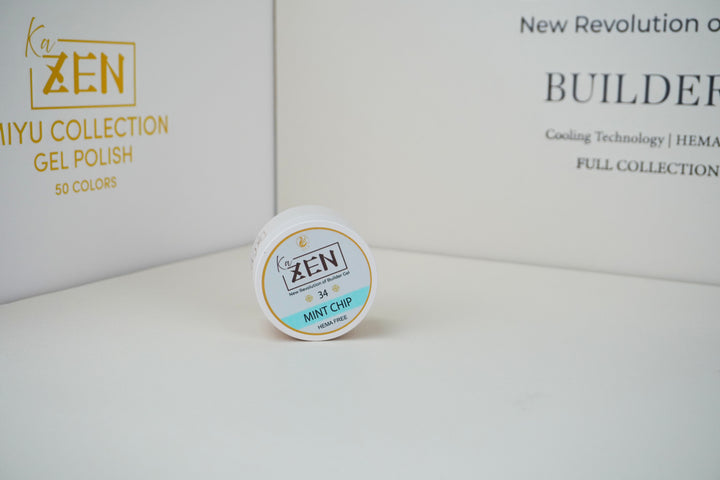 Ka
ZEN
MIYU COLLECTION
GEL POLISH
50 COLORS
New Revolution o
BUILDER
Cooling Technology | HEMA
FULL COLLECTION
Ka
ZEN
New Revolution of Builder Gel
34
MINT CHIP
HEMA FREE